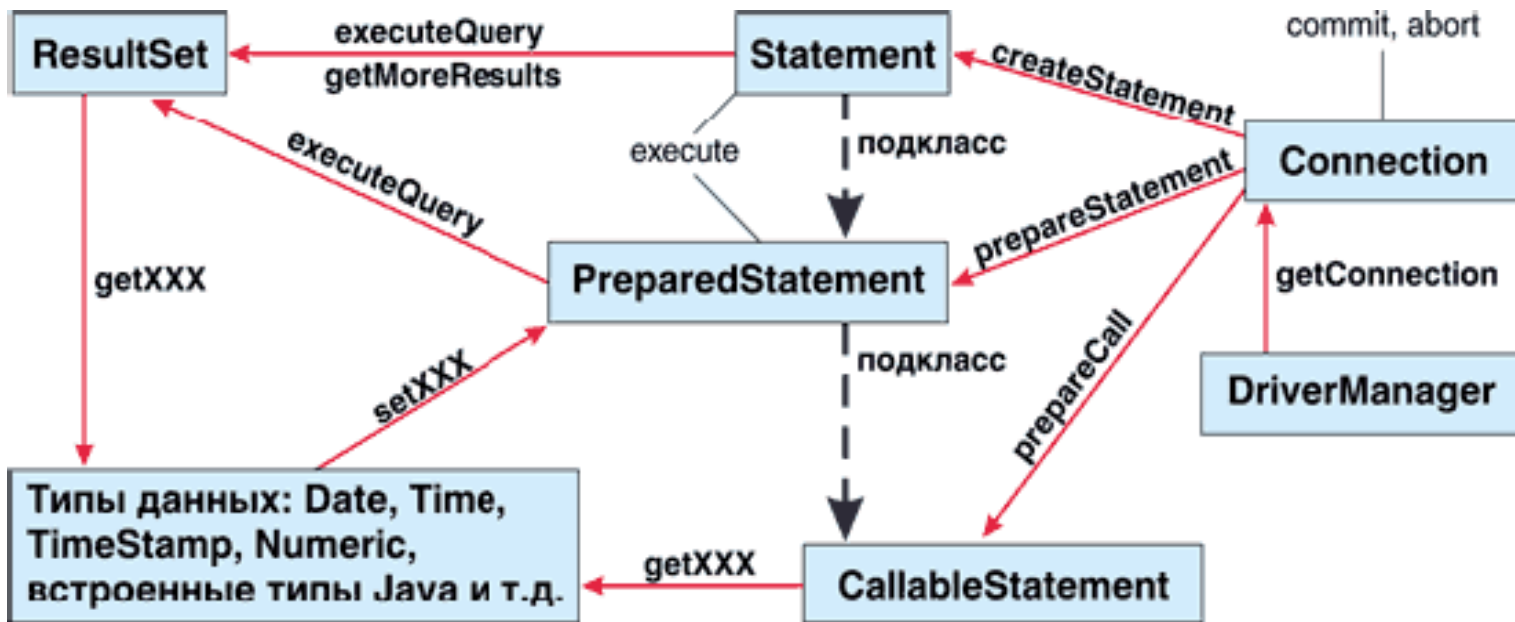 commit, abort
ResultSet
executeQuery
getMoreResults
Statement
createStatement
Connection
execute
подкласс
executeQuery
prepareStatement
getXXX
PreparedStatement
getConnection
setXXX
подкласс
prepareCall
DriverManager
Типы данных: Date, Time,
TimeStamp, Numeric,
встроенные типы Java и т.д.
getXXX
CallableStatement